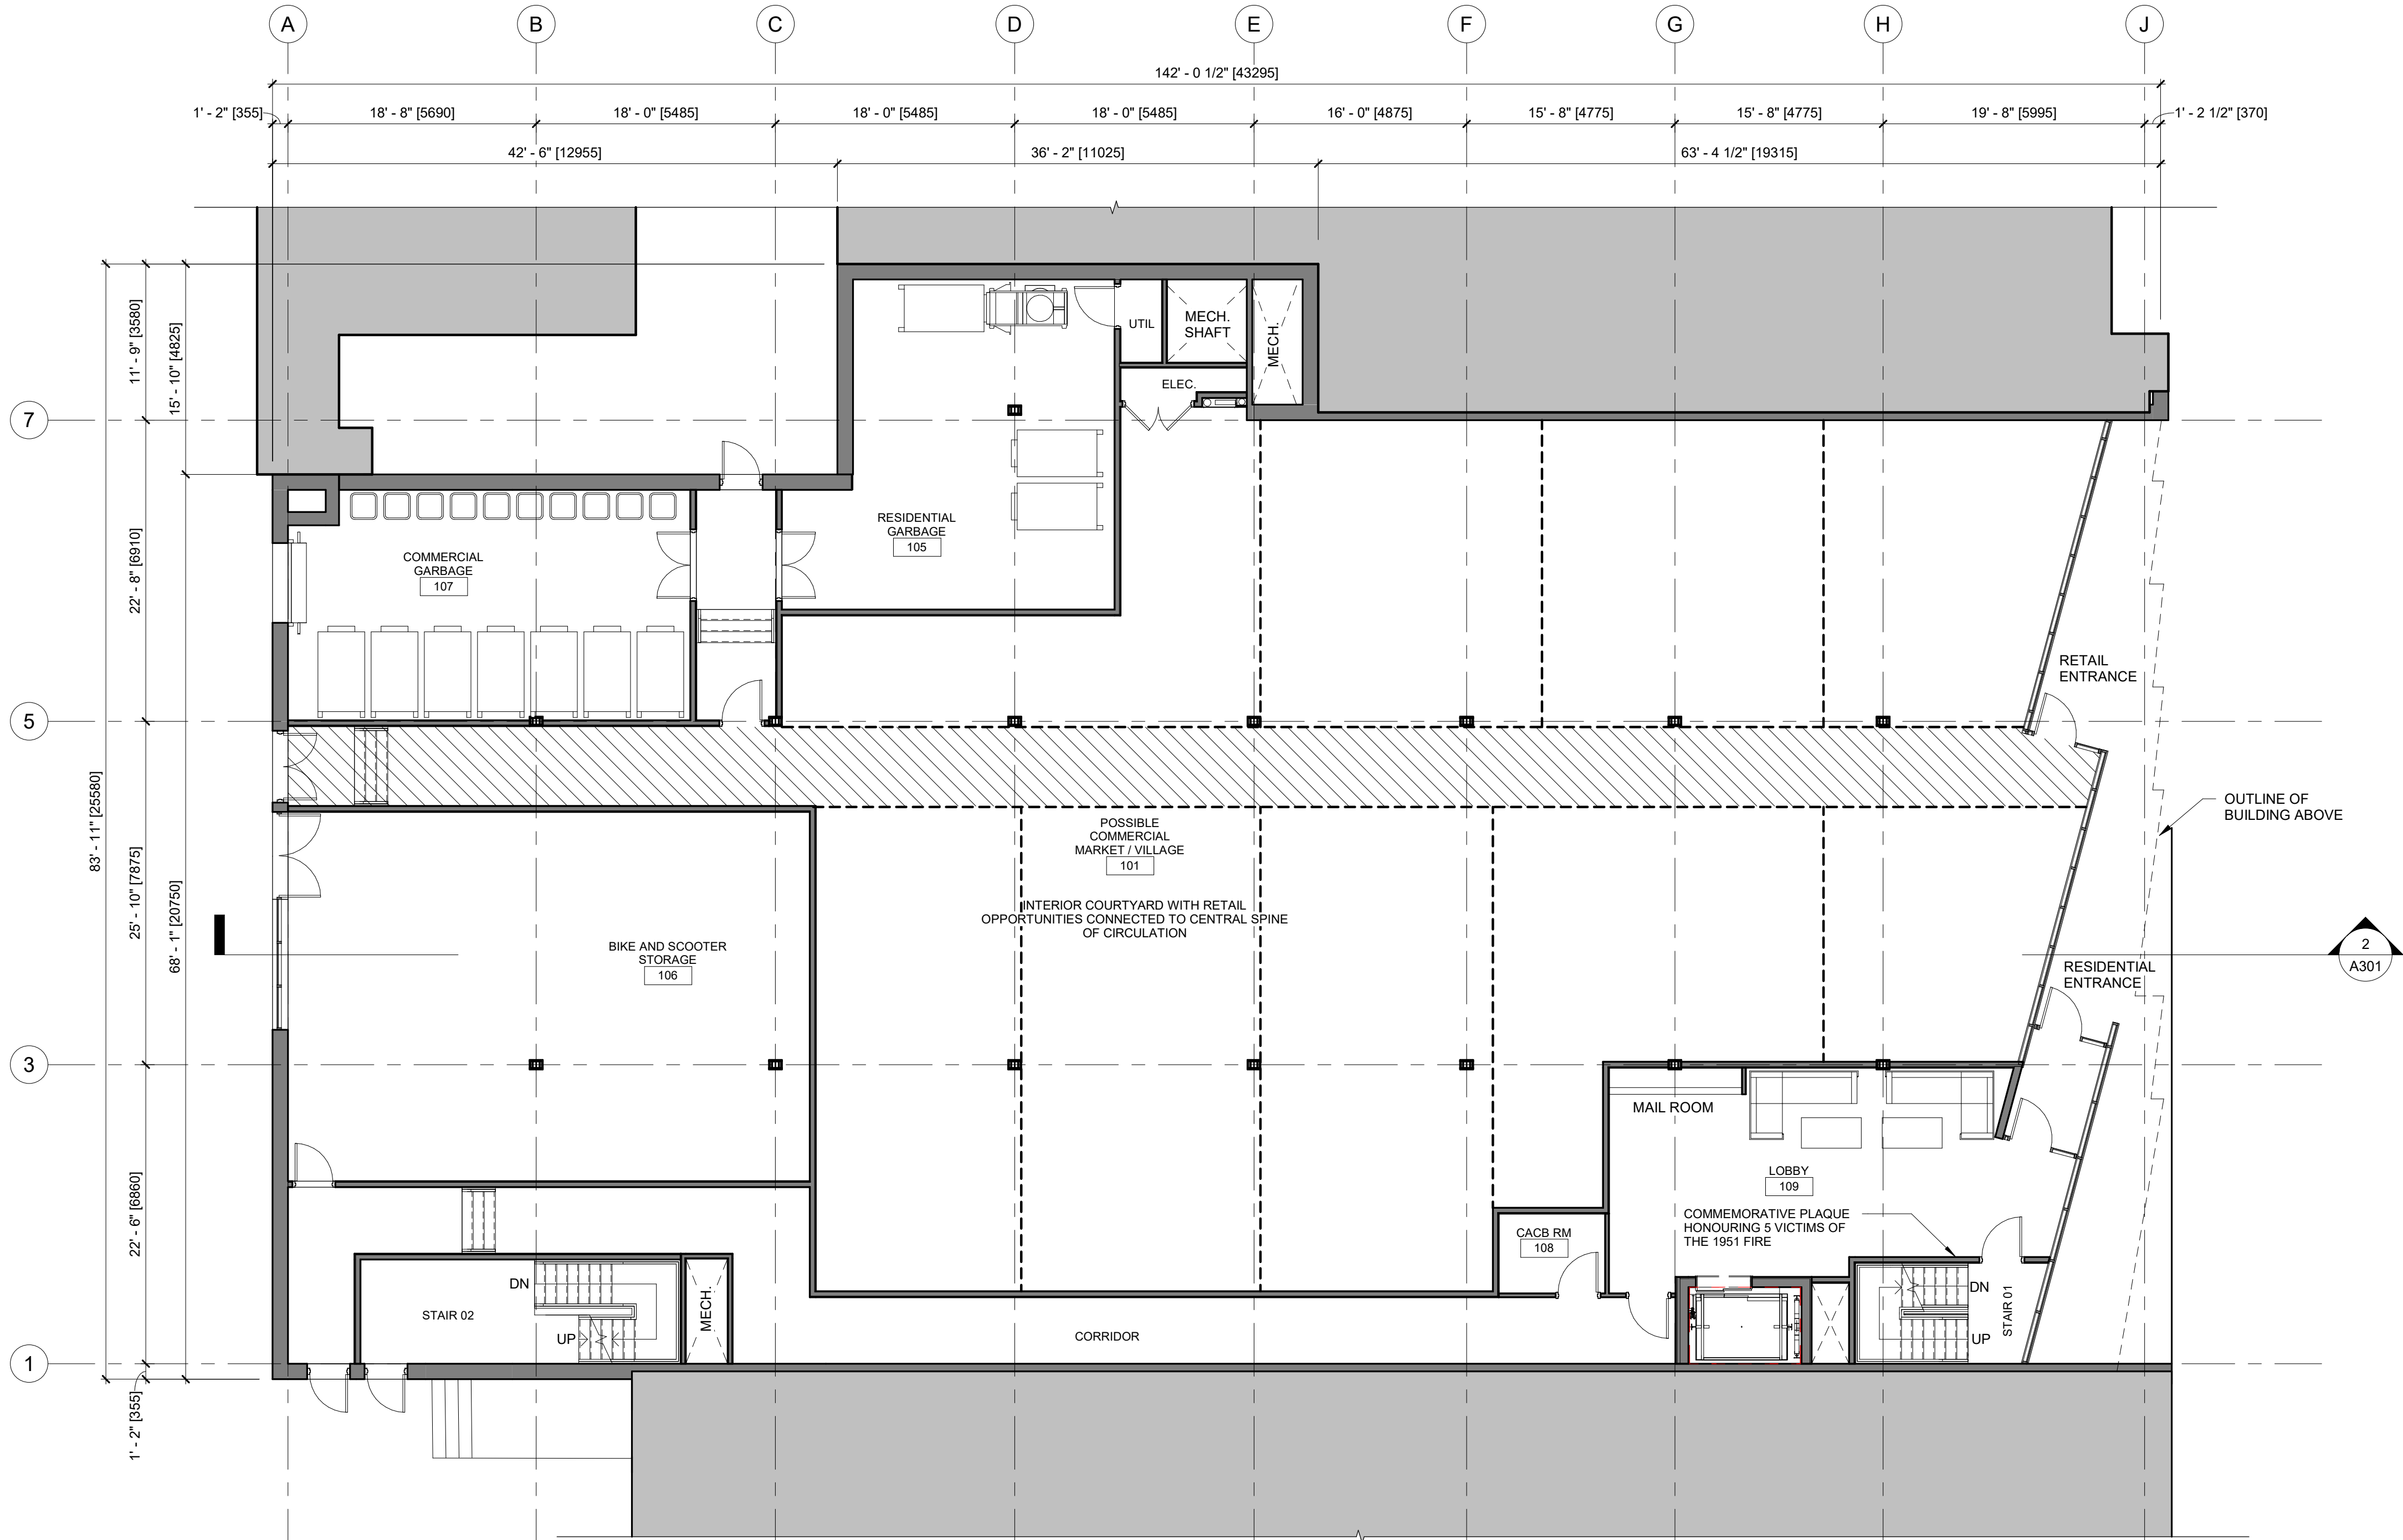 A
B
C
D
E
F
G
H
J
142' - 0 1/2" [43295]
1' - 2" [355]
18' - 8" [5690]
18' - 0" [5485]
18' - 0" [5485]
18' - 0" [5485]
16' - 0" [4875]
15' - 8" [4775]
15' - 8" [4775]
19' - 8" [5995]
1' - 2 1/2" [370]
42' - 6" [12955]
36' - 2" [11025]
63' - 4 1/2" [19315]
11' - 9" [3580]
15' - 10" [4825]
22' - 8" [6910]
83' - 11" [25580]
25' - 10" [7875]
68' - 1" [20750]
22' - 6" [6860]
1' - 2" [355]
7
5
3
1
UTIL
MECH.
SHAFT
MECH.
ELEC.
RESIDENTIAL
GARBAGE
105
COMMERCIAL
GARBAGE
107
RETAIL
ENTRANCE
OUTLINE OF
BUILDING ABOVE
POSSIBLE
COMMERCIAL
MARKET / VILLAGE
101
INTERIOR COURTYARD WITH RETAIL
OPPORTUNITIES CONNECTED TO CENTRAL SPINE
OF CIRCULATION
BIKE AND SCOOTER
STORAGE
106
2
A301
RESIDENTIAL
ENTRANCE
MAIL ROOM
LOBBY
109
COMMEMORATIVE PLAQUE
HONOURING 5 VICTIMS OF
THE 1951 FIRE
CACB RM
108
DN
UP
STAIR 02
MECH.
CORRIDOR
DN
UP
STAIR 01